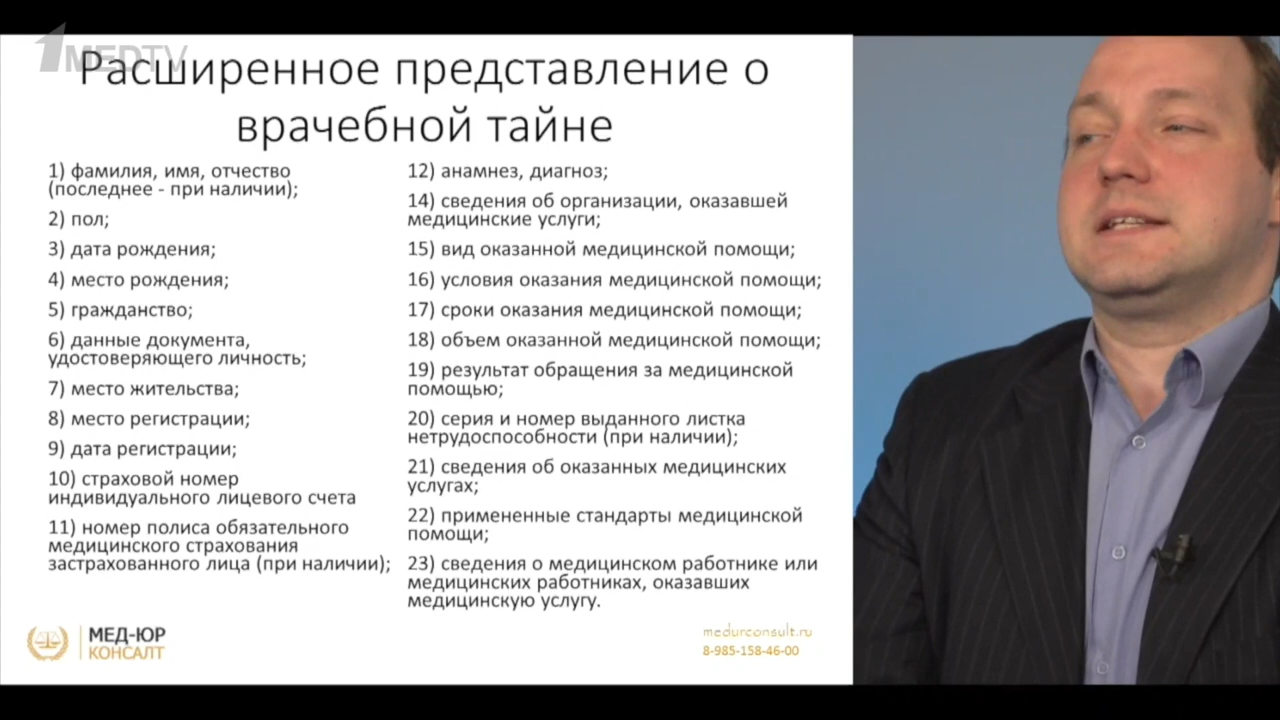 1MEDTV
Расширенное представление о
врачебной тайне
1) фамилия, имя, отчество
(последнее - при наличии);
2) пол;
3) дата рождения;
4) место рождения;
5) гражданство;
6) данные документа,
удостоверяющего личность;
7) место жительства;
8) место регистрации;
9) дата регистрации;
10) страховой номер
индивидуального лицевого счета
11) номер полиса обязательного
медицинского страхования
застрахованного лица (при наличии);
12) анамнез, диагноз;
14) сведения об организации, оказавшей
медицинские услуги;
15) вид оказанной медицинской помощи;
16) условия оказания медицинской помощи;
17) сроки оказания медицинской помощи;
18) объем оказанной медицинской помощи;
19) результат обращения за медицинской
помощью;
20) серия и номер выданного листка
нетрудоспособности (при наличии);
21) сведения об оказанных медицинских
услугах;
22) примененные стандарты медицинской
помощи;
23) сведения о медицинском работнике или
медицинских работниках, оказавших
медицинскую услугу.
МЕД-ЮР
КОНСАЛТ
medurconsult.ru
8-985-158-46-00